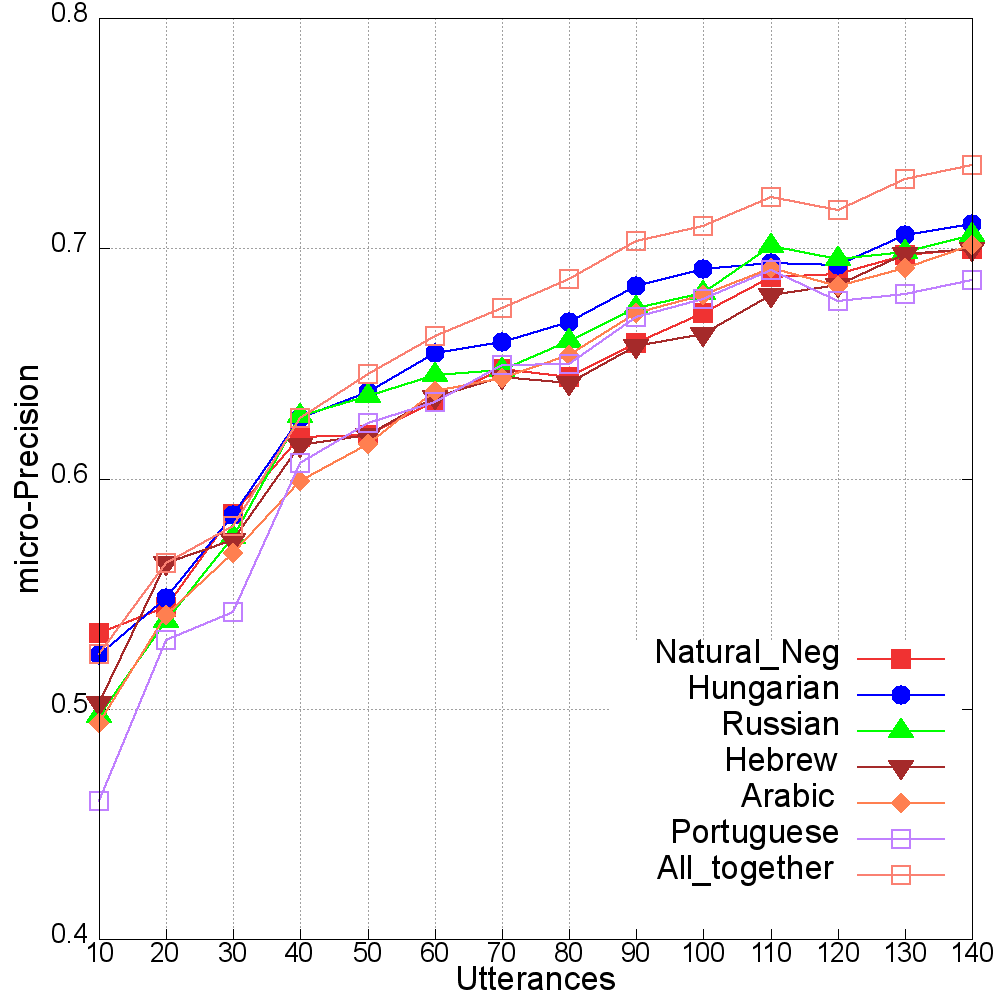 0.8
0.7
0.6
0.5
0.4
micro-Precision
Natural_Neg
Hungarian
Russian
Hebrew
Arabic
Portuguese
All_together
10 20 30 40 50 60 70 80 90 100 110 120 130 140
Utterances